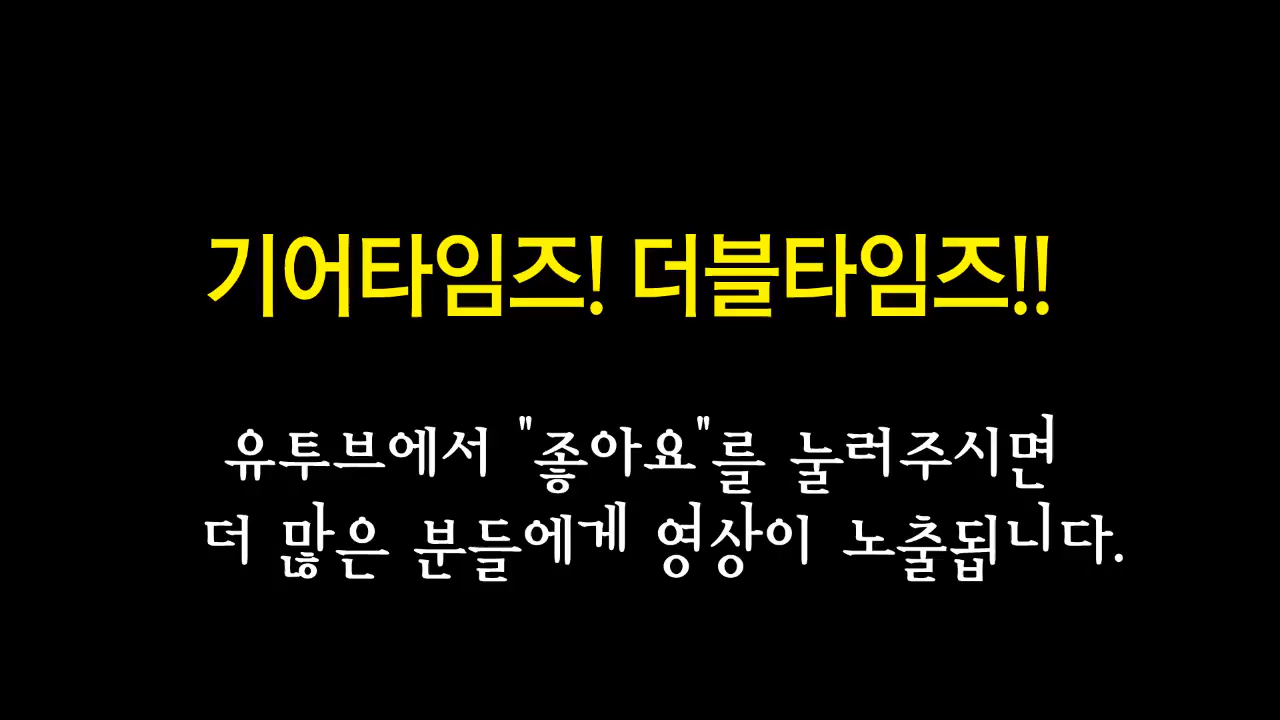 기어타임즈! 더블타임즈!!
유투브에서 "좋아요"를 눌러주시면
더 많은 분들에게 영상이 노출됩니다.